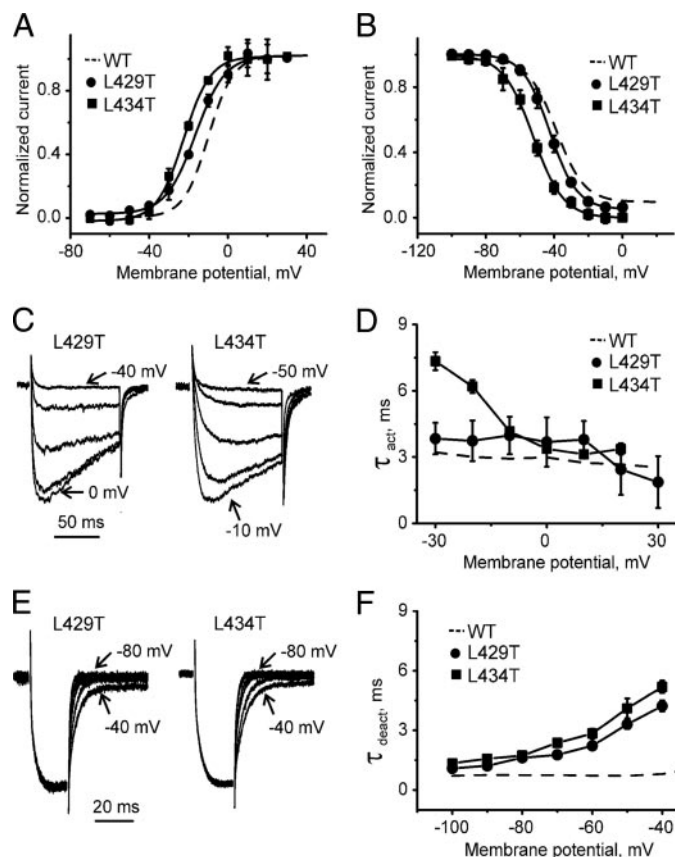 A
Normalized current
0.8
0.4
0.0
WT
L429T
L434T
-80 -40 0 40
Membrane potential, mV
B
Normalized current
0.8
0.4
0.0
WT
L429T
L434T
-120 -80 -40 0
Membrane potential, mV
C
L429T
-40 mV
0 mV
50 ms
L434T
-50 mV
-10 mV
D
τ act, ms
9
6
3
0
WT
L429T
L434T
-30 0 30
Membrane potential, mV
E
L429T
-80 mV
-40 mV
20 ms
L434T
-80 mV
-40 mV
F
τ deact, ms
9
6
3
0
WT
L429T
L434T
-100 -80 -60 -40
Membrane potential, mV